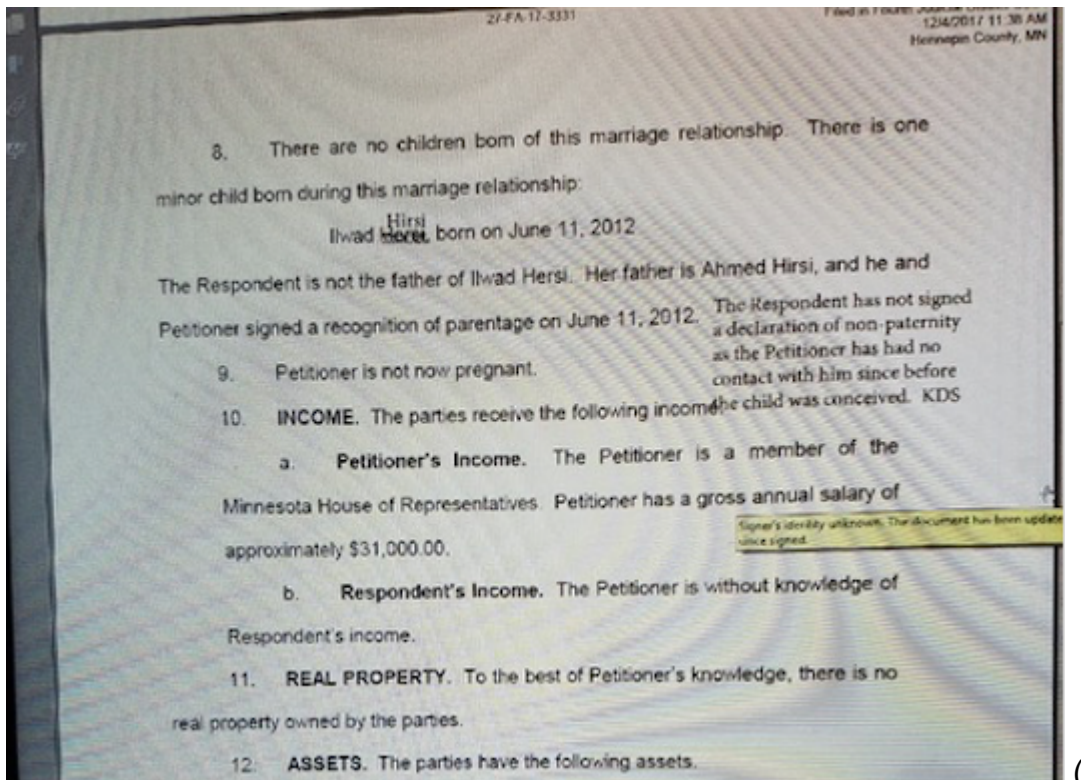 27-FA-17-3331
Filed in Fourth
12/4/2017 11:38 AM
Hennepin County, MN
8. There are no children born of this marriage relationship. There is one
minor child born during this marriage relationship:
Hirsi
Ilwad born on June 11, 2012
The Respondent is not the father of Ilwad Hersi. Her father is Ahmed Hirsi, and he and
Petitioner signed a recognition of parentage on June 11, 2012.
The Respondent has not signed
a declaration of non-paternity
as the Petitioner has had no
contact with him since before
the child was conceived. KDS
9. Petitioner is not now pregnant.
10. INCOME. The parties receive the following income
a. Petitioner's Income. The Petitioner is a member of the
Minnesota House of Representatives. Petitioner has a gross annual salary of
approximately $31,000.00.
Signer's identity unknown. The document has been update
since signed.
b. Respondent's Income. The Petitioner is without knowledge of
Respondent's income.
11. REAL PROPERTY. To the best of Petitioner's knowledge, there is no
real property owned by the parties.
12. ASSETS. The parties have the following assets.
(